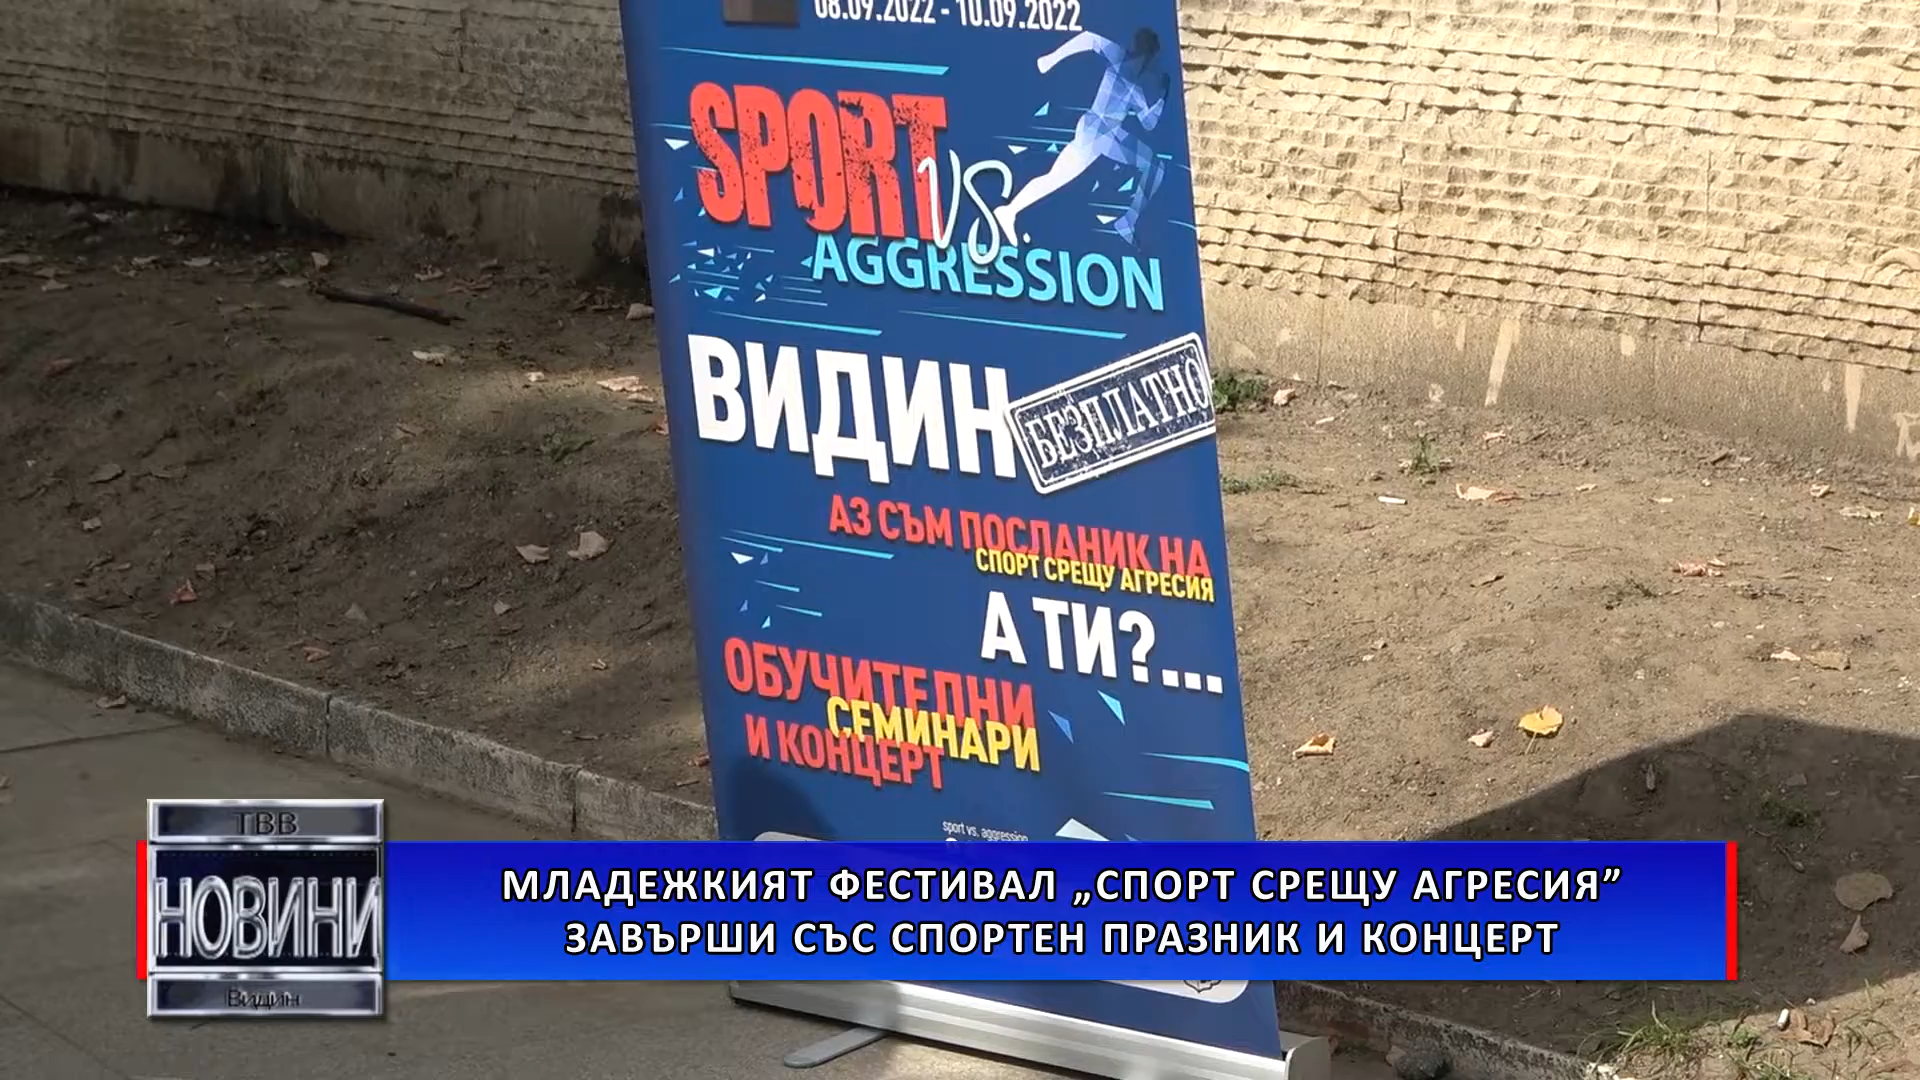 08.09.2022 - 10.09.2022
SPORT
VS.
AGGRESSION
ВИДИН
БЕЗПЛАТНО
АЗ СЪМ ПОСЛАНИК НА
СПОРТ СРЕЩУ АГРЕСИЯ
А ТИ?...
ОБУЧИТЕЛНИ
СЕМИНАРИ
И КОНЦЕРТ
sport vs. aggression
ТВВ
НОВИНИ
Видин
МЛАДЕЖКИЯТ ФЕСТИВАЛ „СПОРТ СРЕЩУ АГРЕСИЯ”
ЗАВЪРШИ СЪС СПОРТЕН ПРАЗНИК И КОНЦЕРТ